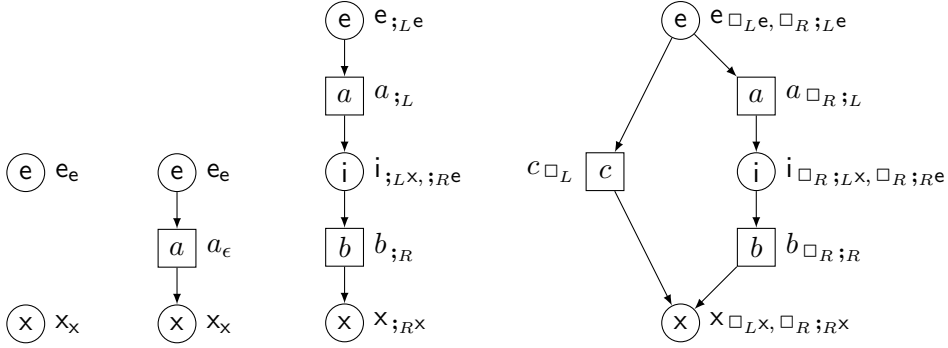 e e_{;_L e} e e_{□_L e, □_R ;_L e}
a a_{;_L} a a_{□_R ;_L}
e e_e e e_e i i_{;_L x, ;_R e} c_{□_L} c i i_{□_R ;_L x, □_R ;_R e}
a a_ϵ b b_{;_R} b b_{□_R ;_R}
x x_x x x_x x x_{;_R x} x x_{□_L x, □_R ;_R x}